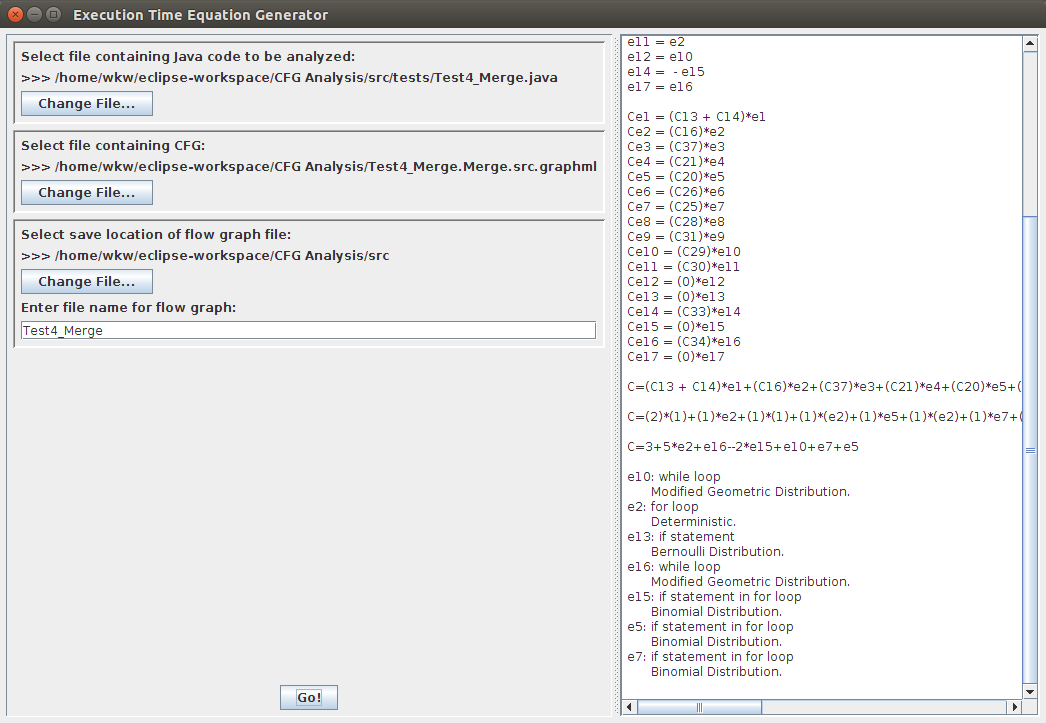 Execution Time Equation Generator
Select file containing Java code to be analyzed:
>>> /home/wkw/eclipse-workspace/CFG Analysis/src/tests/Test4_Merge.java
Change File...
Select file containing CFG:
>>> /home/wkw/eclipse-workspace/CFG Analysis/Test4_Merge.Merge.src.graphml
Change File...
Select save location of flow graph file:
>>> /home/wkw/eclipse-workspace/CFG Analysis/src
Change File...
Enter file name for flow graph:
Test4_Merge
Go!
e11 = e2
e12 = e10
e14 =  - e15
e17 = e16
Ce1 = (C13 + C14)*e1
Ce2 = (C16)*e2
Ce3 = (C37)*e3
Ce4 = (C21)*e4
Ce5 = (C20)*e5
Ce6 = (C26)*e6
Ce7 = (C25)*e7
Ce8 = (C28)*e8
Ce9 = (C31)*e9
Ce10 = (C29)*e10
Ce11 = (C30)*e11
Ce12 = (0)*e12
Ce13 = (0)*e13
Ce14 = (C33)*e14
Ce15 = (0)*e15
Ce16 = (C34)*e16
Ce17 = (0)*e17
C=(C13 + C14)*e1+(C16)*e2+(C37)*e3+(C21)*e4+(C20)*e5+(
C=(2)*(1)+(1)*e2+(1)*(1)+(1)*(e2)+(1)*e5+(1)*(e2)+(1)*e7+(
C=3+5*e2+e16--2*e15+e10+e7+e5
e10: while loop
Modified Geometric Distribution.
e2: for loop
Deterministic.
e13: if statement
Bernoulli Distribution.
e16: while loop
Modified Geometric Distribution.
e15: if statement in for loop
Binomial Distribution.
e5: if statement in for loop
Binomial Distribution.
e7: if statement in for loop
Binomial Distribution.